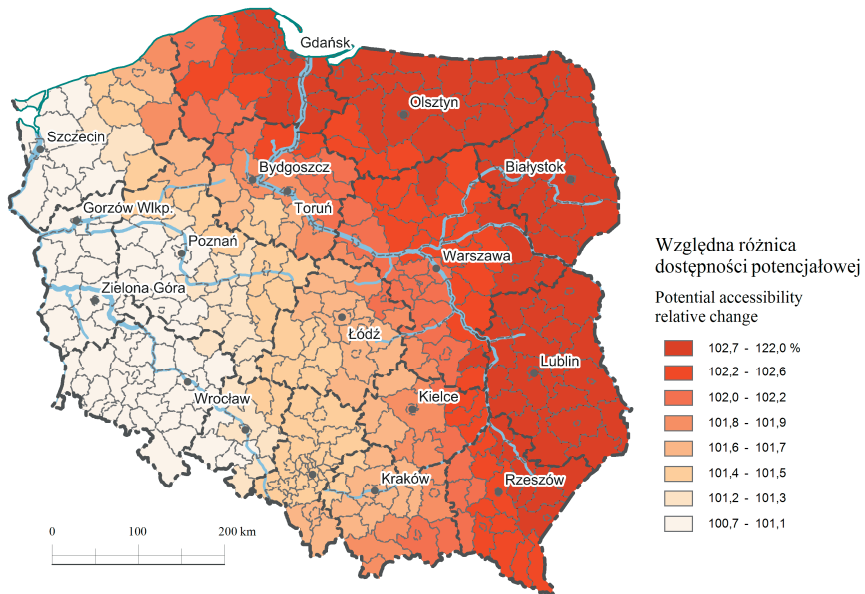 Gdańsk
Olsztyn
Szczecin
Białystok
Bydgoszcz
Toruń
Gorzów Wlkp.
Poznań
Warszawa
Zielona Góra
Łódź
Lublin
Wrocław
Kielce
Kraków
Rzeszów
0 100 200 km
Względna różnica
dostępności potencjałowej
Potential accessibility
relative change
102,7 - 122,0 %
102,2 - 102,6
102,0 - 102,2
101,8 - 101,9
101,6 - 101,7
101,4 - 101,5
101,2 - 101,3
100,7 - 101,1